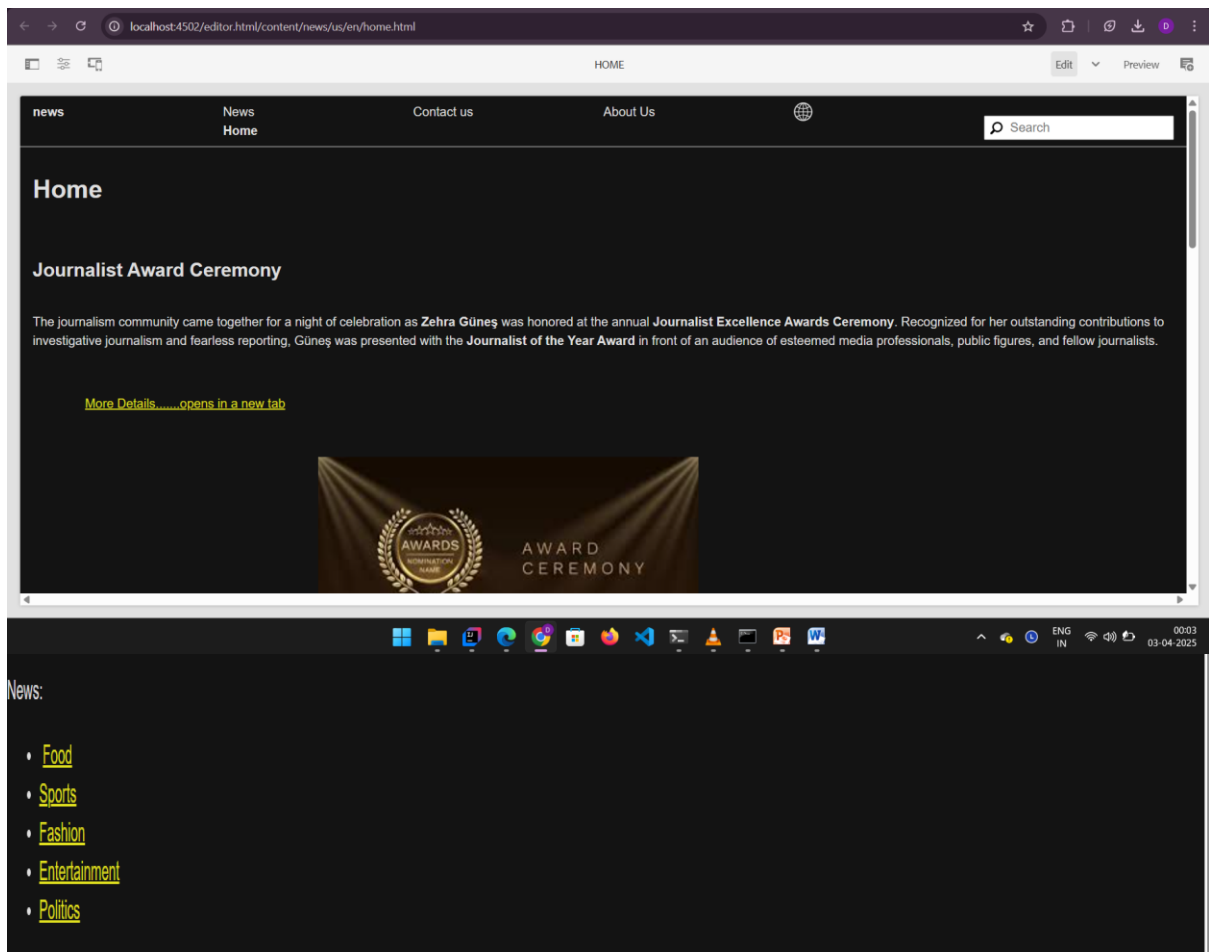 localhost:4502/editor.html/content/news/us/en/home.html
D
HOME
Edit
Preview
news
News
Contact us
About Us
Home
Search
Home
Journalist Award Ceremony
The journalism community came together for a night of celebration as Zehra Güneş was honored at the annual Journalist Excellence Awards Ceremony. Recognized for her outstanding contributions to
investigative journalism and fearless reporting, Güneş was presented with the Journalist of the Year Award in front of an audience of esteemed media professionals, public figures, and fellow journalists.
More Details.......opens in a new tab
AWARDS
NOMINATION
NAME
AWARD
CEREMONY
ENG
IN
00:03
03-04-2025
News:
• Food
• Sports
• Fashion
• Entertainment
• Politics